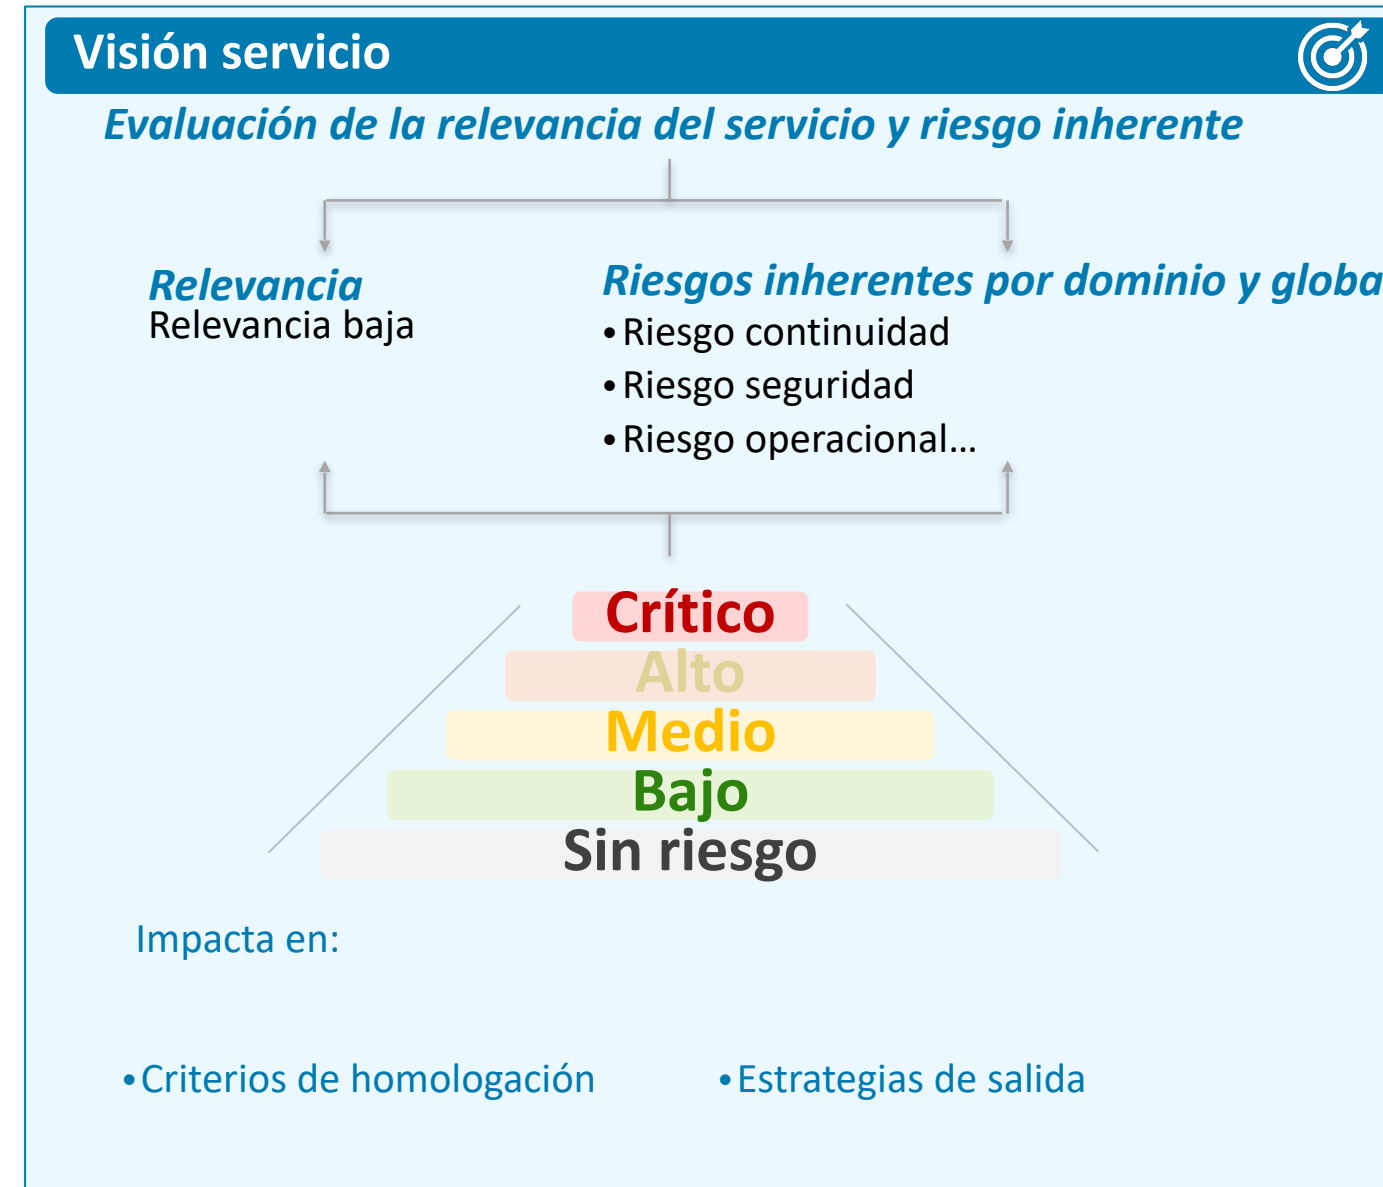 Visión servicio
Evaluación de la relevancia del servicio y riesgo inherente
Relevancia
Relevancia baja
Riesgos inherentes por dominio y globa
• Riesgo continuidad
• Riesgo seguridad
• Riesgo operacional...
Crítico
Alto
Medio
Bajo
Sin riesgo
Impacta en:
• Criterios de homologación
• Estrategias de salida